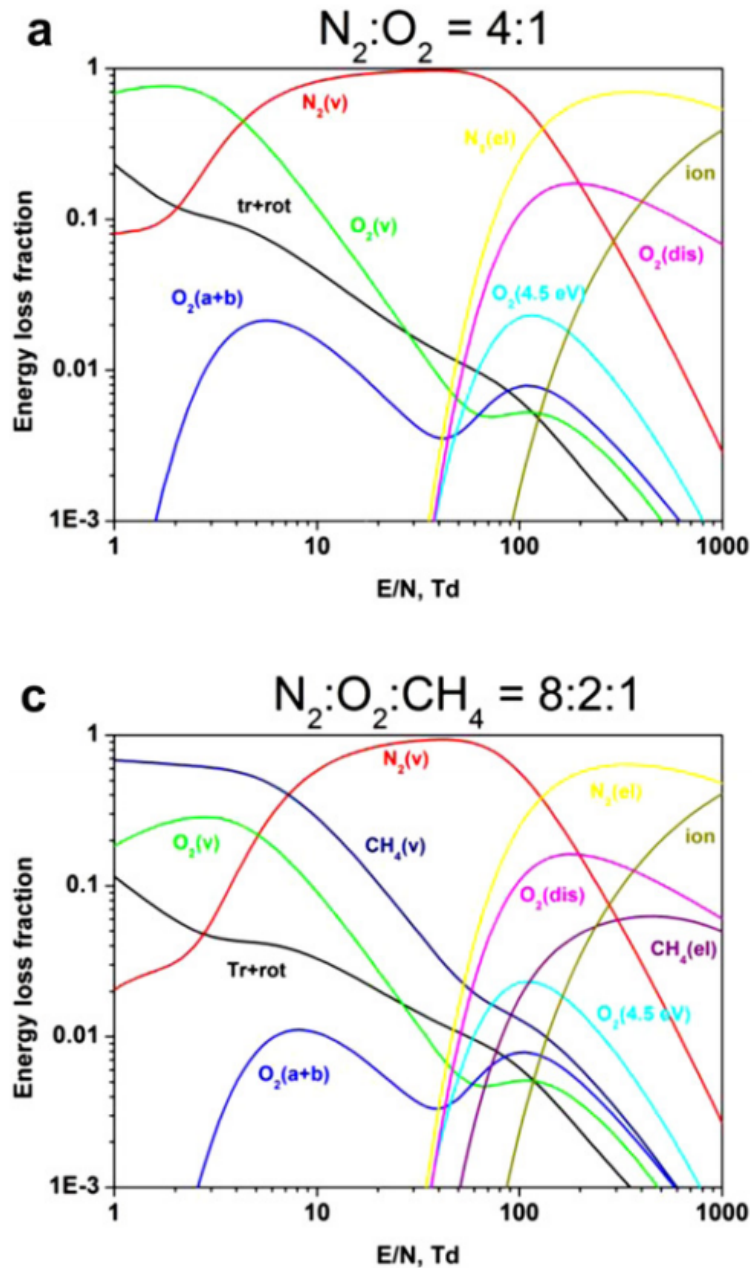 a N₂:O₂ = 4:1
1
N₂(v)
N₂(el)
ion
tr+rot
0.1
O₂(v)
O₂(dis)
O₂(a+b)
O₂(4.5 eV)
0.01
1E-3
1 10 100 1000
Energy loss fraction
E/N, Td
c N₂:O₂:CH₄ = 8:2:1
1
N₂(v)
N₂(el)
O₂(v)
CH₄(v)
ion
0.1
O₂(dis)
CH₄(el)
Tr+rot
O₂(4.5 eV)
0.01
O₂(a+b)
1E-3
1 10 100 1000
Energy loss fraction
E/N, Td